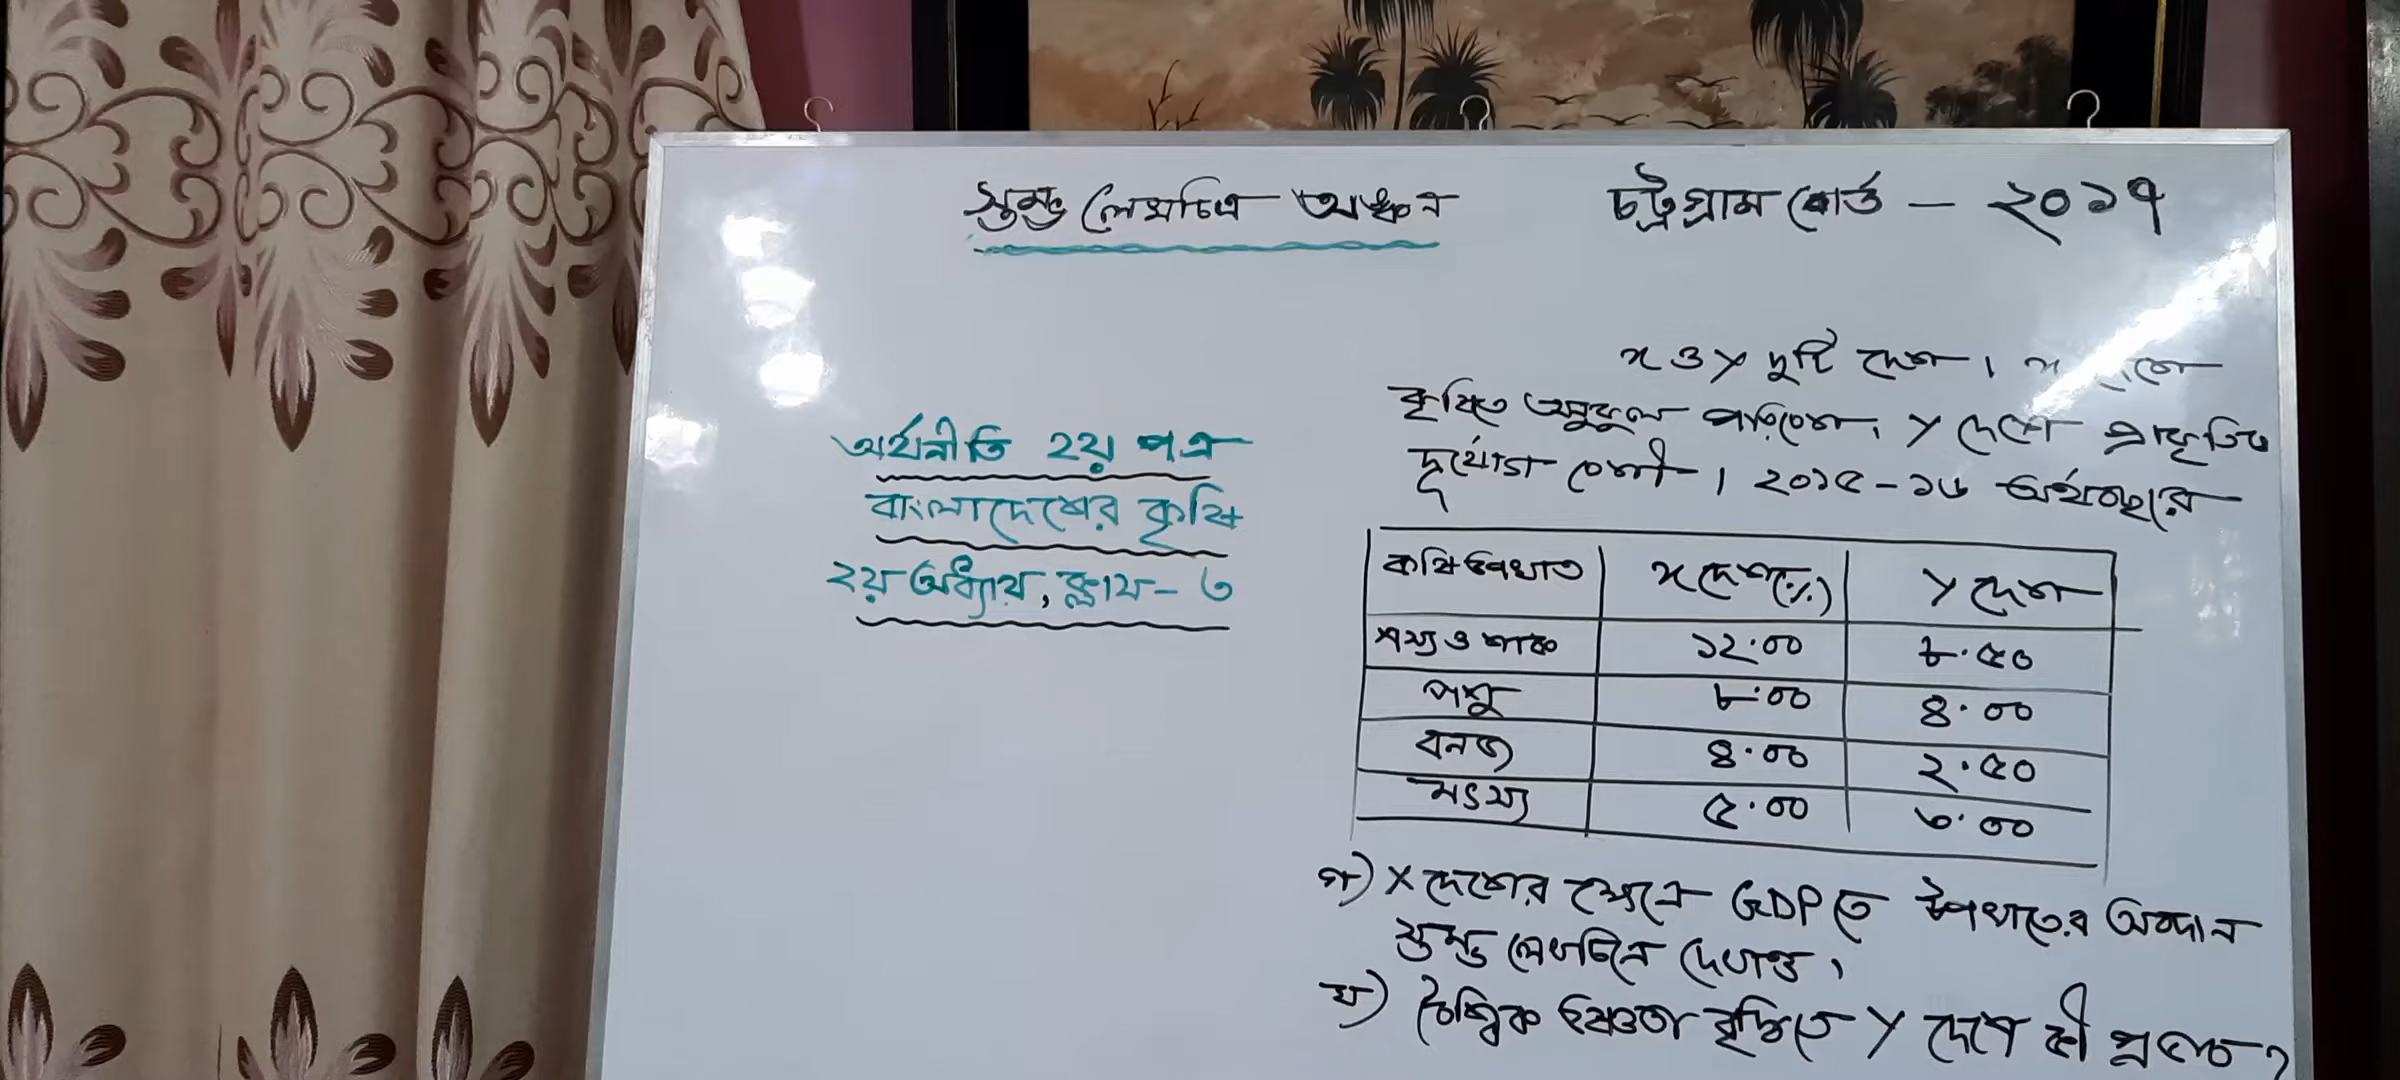 স্তম্ভ লেখচিত্র অঙ্কন
চট্টগ্রাম বোর্ড – ২০১৭
অর্থনীতি ২য় পত্র
বাংলাদেশের কৃষি
২য় অধ্যায়, ক্লাস – ৩
x ও y দুটি দেশ। x
কৃষিতে অনুকূল পরিবেশ, y দেশে প্রাকৃতিক
দুর্যোগ বেশী। ২০১৫–১৬ অর্থবছরে
কৃষি উপখাত x দেশ(%) y দেশ
শস্য ও শাক ১২.০০ ৮.৫০
পশু ৮.০০ ৪.০০
বনজ ৪.০০ ২.৫০
মৎস্য ৫.০০ ৩.০০
গ) x দেশের ক্ষেত্রে GDP তে উপখাতের অবদান
স্তম্ভ লেখচিত্রে দেখাও।
ঘ) বৈশ্বিক উষ্ণতা বৃদ্ধিতে y দেশে কী প্রভাব?